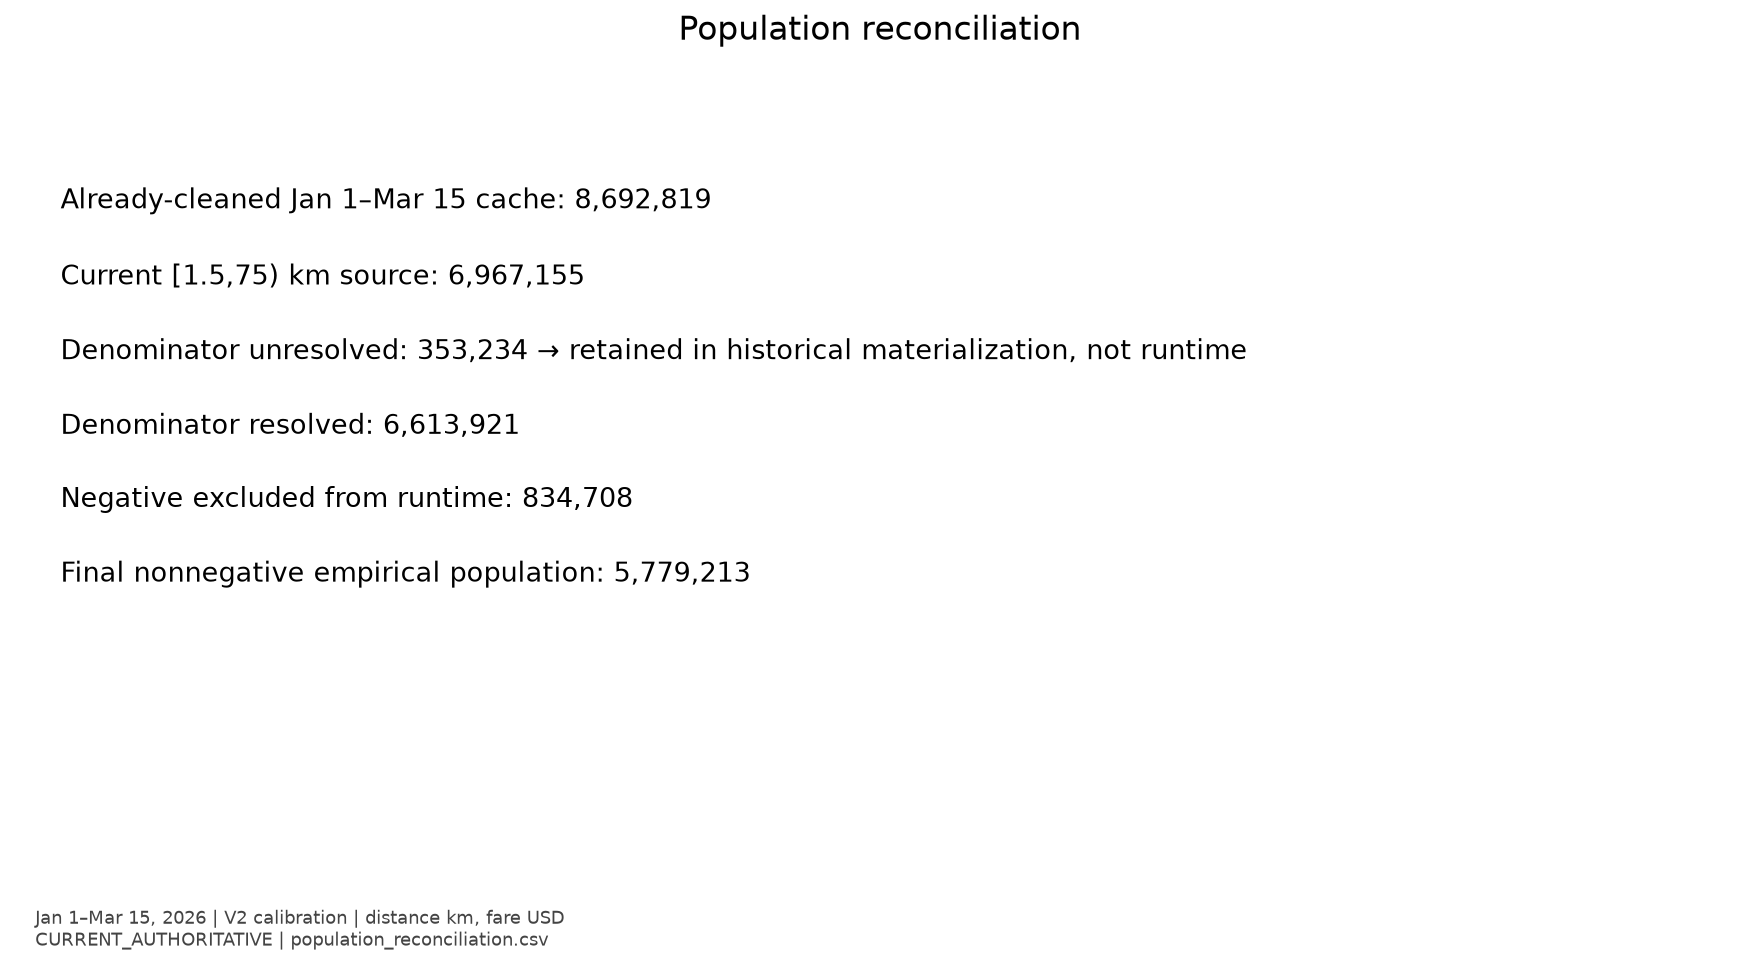 Population reconciliation
Already-cleaned Jan 1–Mar 15 cache: 8,692,819
Current [1.5,75) km source: 6,967,155
Denominator unresolved: 353,234 → retained in historical materialization, not runtime
Denominator resolved: 6,613,921
Negative excluded from runtime: 834,708
Final nonnegative empirical population: 5,779,213
Jan 1–Mar 15, 2026 | V2 calibration | distance km, fare USD
CURRENT_AUTHORITATIVE | population_reconciliation.csv